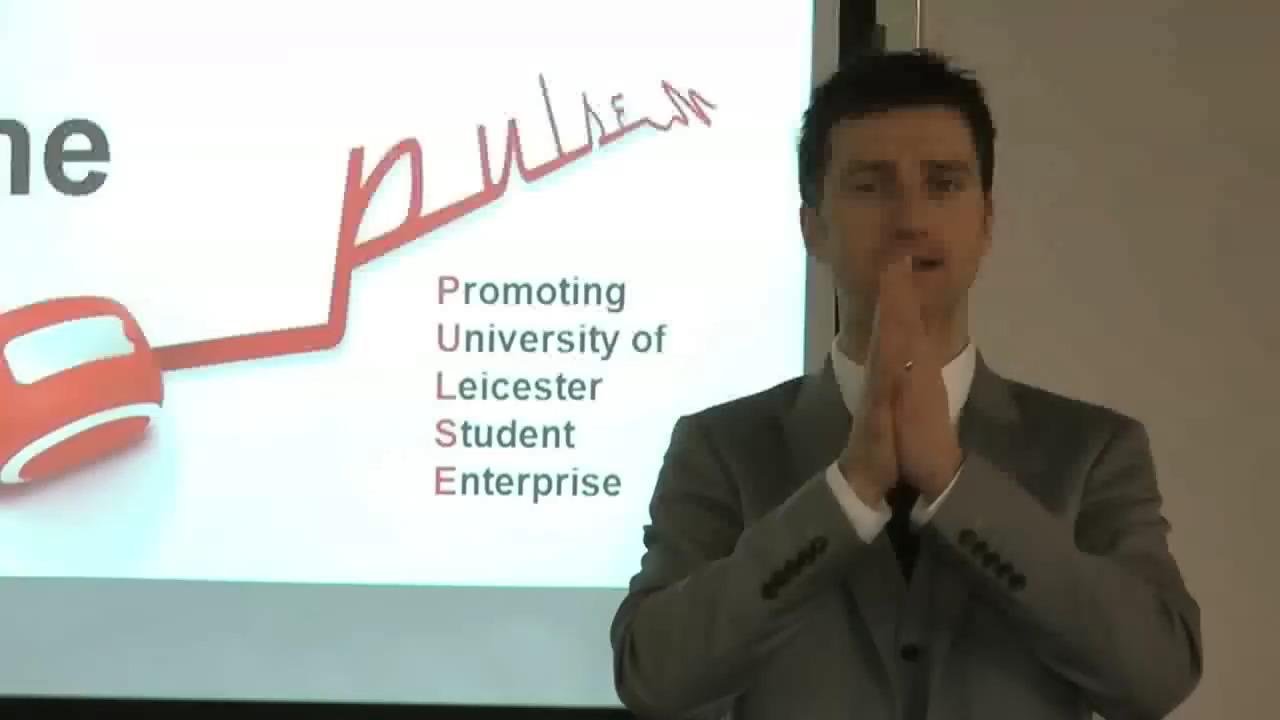 ne
pulse
Promoting
University of
Leicester
Student
Enterprise